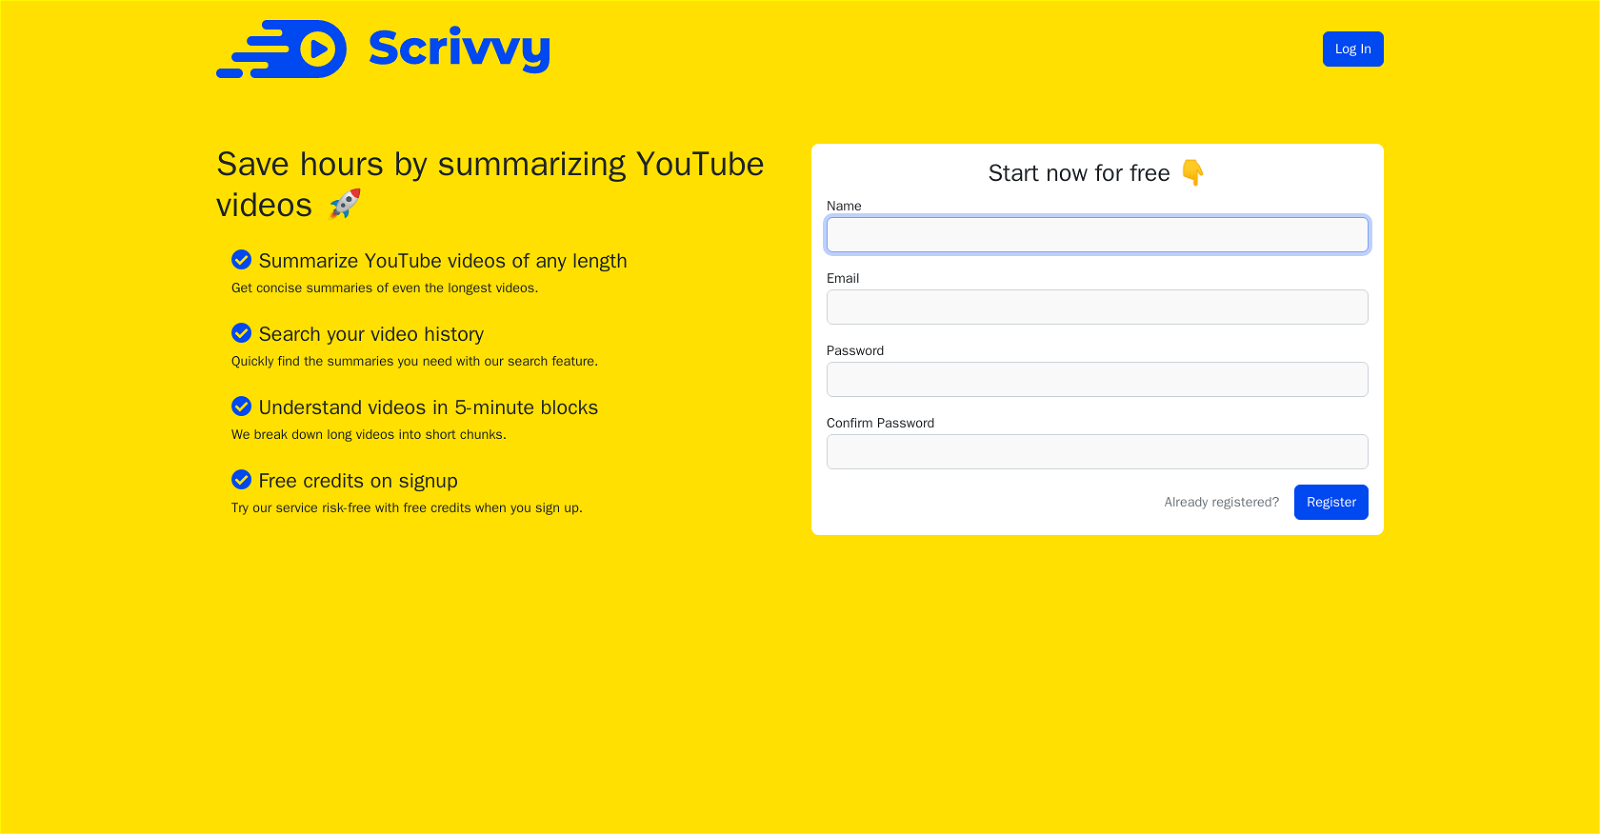 Scrivvy
Log In
Save hours by summarizing YouTube
videos 🚀
Summarize YouTube videos of any length
Get concise summaries of even the longest videos.
Search your video history
Quickly find the summaries you need with our search feature.
Understand videos in 5-minute blocks
We break down long videos into short chunks.
Free credits on signup
Try our service risk-free with free credits when you sign up.
Start now for free 👇
Name
Email
Password
Confirm Password
Already registered?
Register